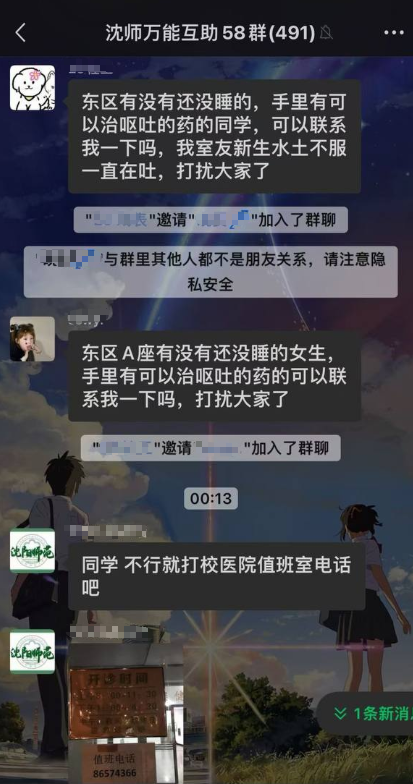 沈师万能互助58群(491)
东区有没有还没睡的，手里有可
以治呕吐的药的同学，可以联系
我一下吗，我室友新生水土不服
一直在吐，打扰大家了
"邀请"
"加入了群聊
与群里其他人都不是朋友关系，请注意隐
私安全
东区A座有没有还没睡的女生，
手里有可以治呕吐的药的可以联
系我一下吗，打扰大家了
"邀请"
"加入了群聊
00:13
沈阳师范
同学 不行就打校医院值班室电话
吧
沈阳师范
开诊时间
值班电话
86574366
1条新消